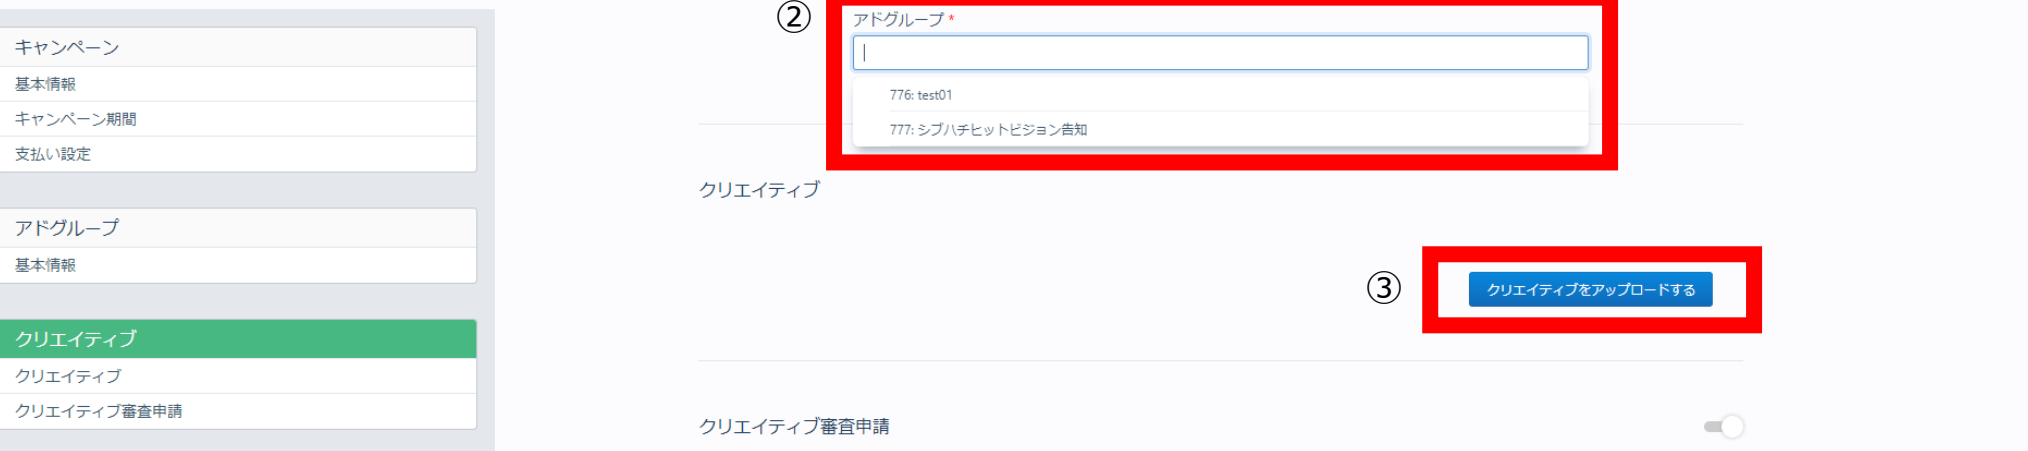 キャンペーン
基本情報
キャンペーン期間
支払い設定
アドグループ
基本情報
クリエイティブ
クリエイティブ
クリエイティブ審査申請
②
アドグループ *
776: test01
777: シブハチヒットビジョン告知
クリエイティブ
③
クリエイティブをアップロードする
クリエイティブ審査申請